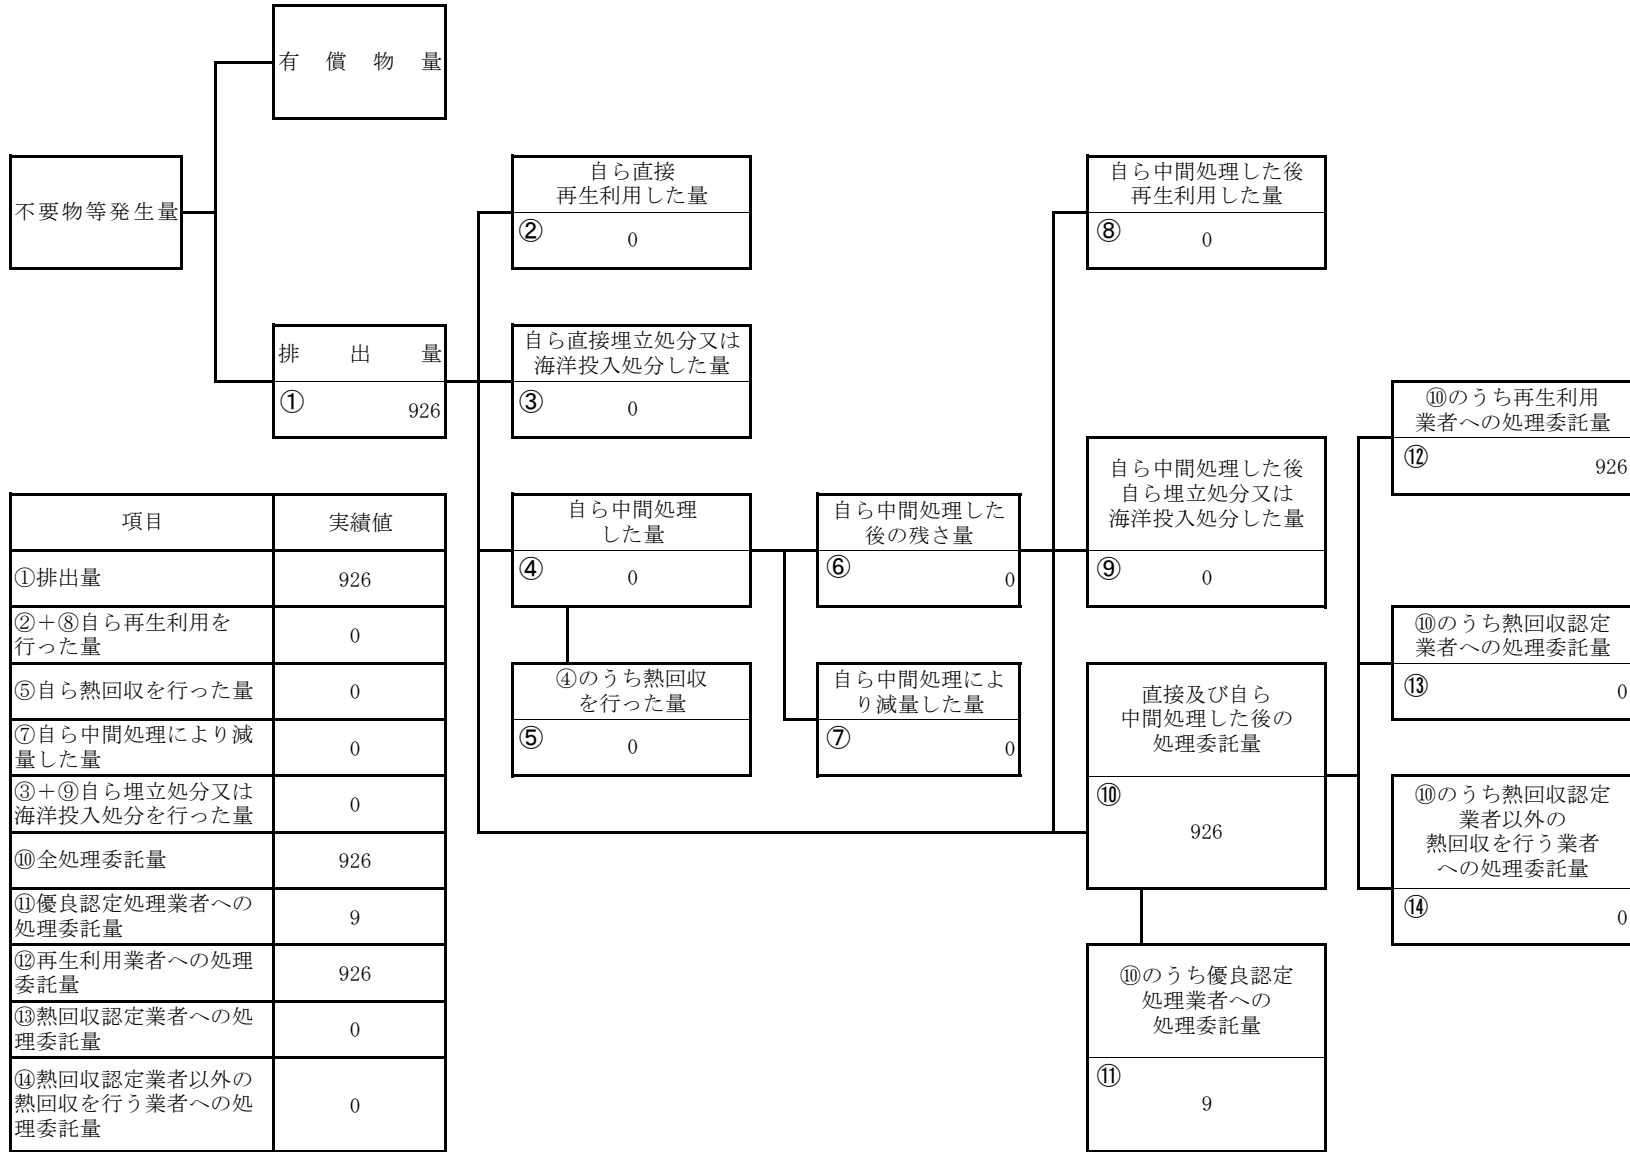 有償物量
不要物等発生量
自ら直接
再生利用した量
②
0
自ら中間処理した後
再生利用した量
⑧
0
排出量
①
926
自ら直接埋立処分又は
海洋投入処分した量
③
0
⑩のうち再生利用
業者への処理委託量
⑫
926
自ら中間処理
した量
④
0
自ら中間処理した
後の残さ量
⑥
0
自ら中間処理した後
自ら埋立処分又は
海洋投入処分した量
⑨
0
⑩のうち熱回収認定
業者への処理委託量
⑬
0
④のうち熱回収
を行った量
⑤
0
自ら中間処理によ
り減量した量
⑦
0
直接及び自ら
中間処理した後の
処理委託量
⑩
926
⑩のうち熱回収認定
業者以外の
熱回収を行う業者
への処理委託量
⑭
0
⑩のうち優良認定
処理業者への
処理委託量
⑪
9
項目 実績値
①排出量 926
②+⑧自ら再生利用を
行った量 0
⑤自ら熱回収を行った量 0
⑦自ら中間処理により減
量した量 0
③+⑨自ら埋立処分又は
海洋投入処分を行った量 0
⑩全処理委託量 926
⑪優良認定処理業者への
処理委託量 9
⑫再生利用業者への処理
委託量 926
⑬熱回収認定業者への処
理委託量 0
⑭熱回収認定業者以外の
熱回収を行う業者への処
理委託量 0